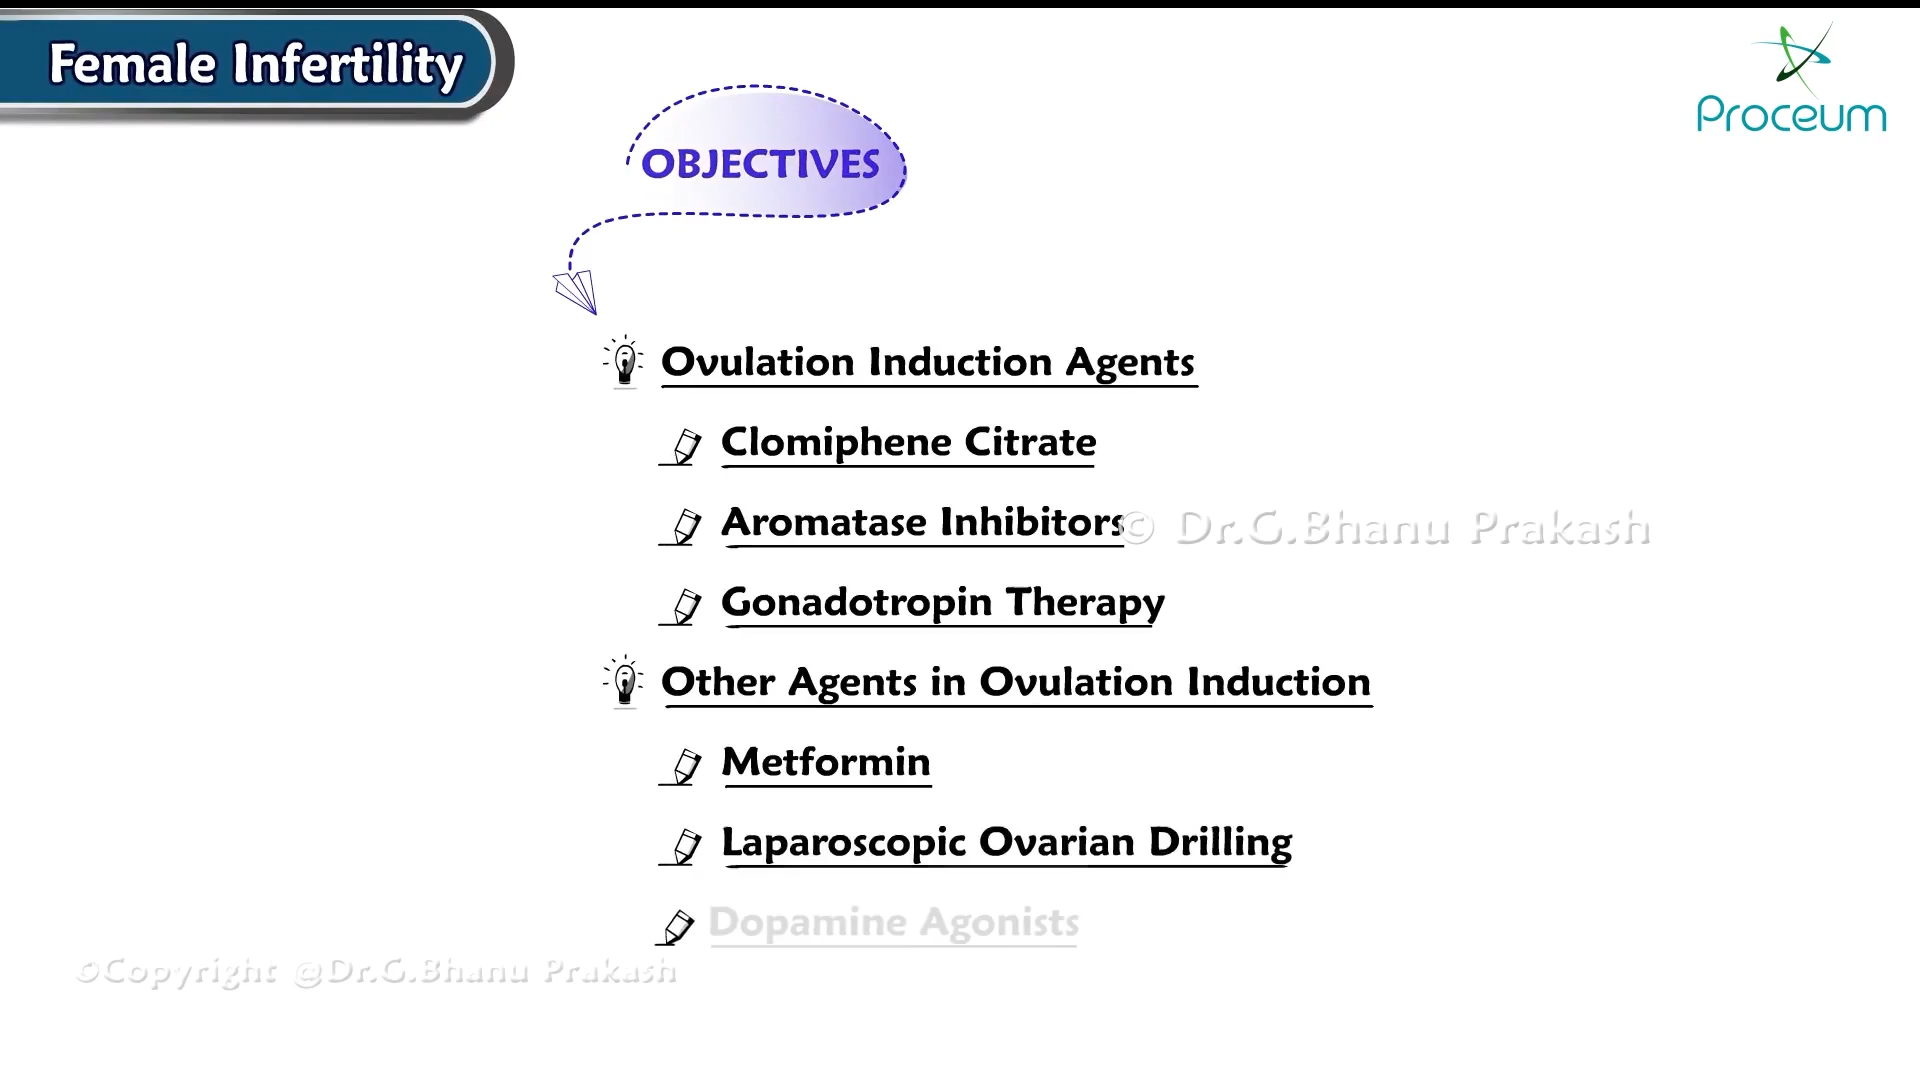 Female Infertility
Proceum
OBJECTIVES
Ovulation Induction Agents
Clomiphene Citrate
Aromatase Inhibitors
© Dr.G.Bhanu Prakash
Gonadotropin Therapy
Other Agents in Ovulation Induction
Metformin
Laparoscopic Ovarian Drilling
Dopamine Agonists
©Copyright @Dr.G.Bhanu Prakash